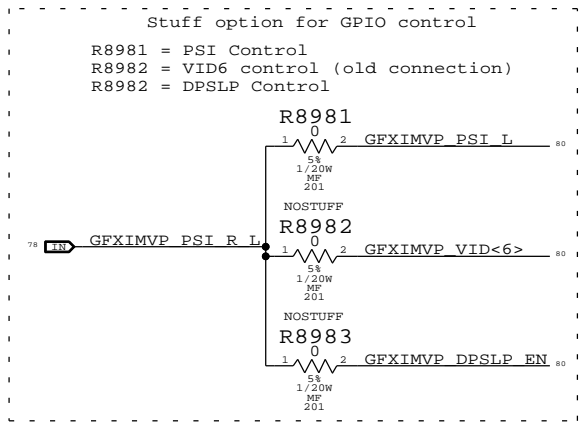 Stuff option for GPIO control
R8981 = PSI Control
R8982 = VID6 control (old connection)
R8982 = DPSLP Control
R8981
0
1 2 GFXIMVP_PSI_L 80
5%
1/20W
MF
201
NOSTUFF
R8982
0
78 IN GFXIMVP_PSI_R_L 1 2 GFXIMVP_VID<6> 80
5%
1/20W
MF
201
NOSTUFF
R8983
0
1 2 GFXIMVP_DPSLP_EN 80
5%
1/20W
MF
201